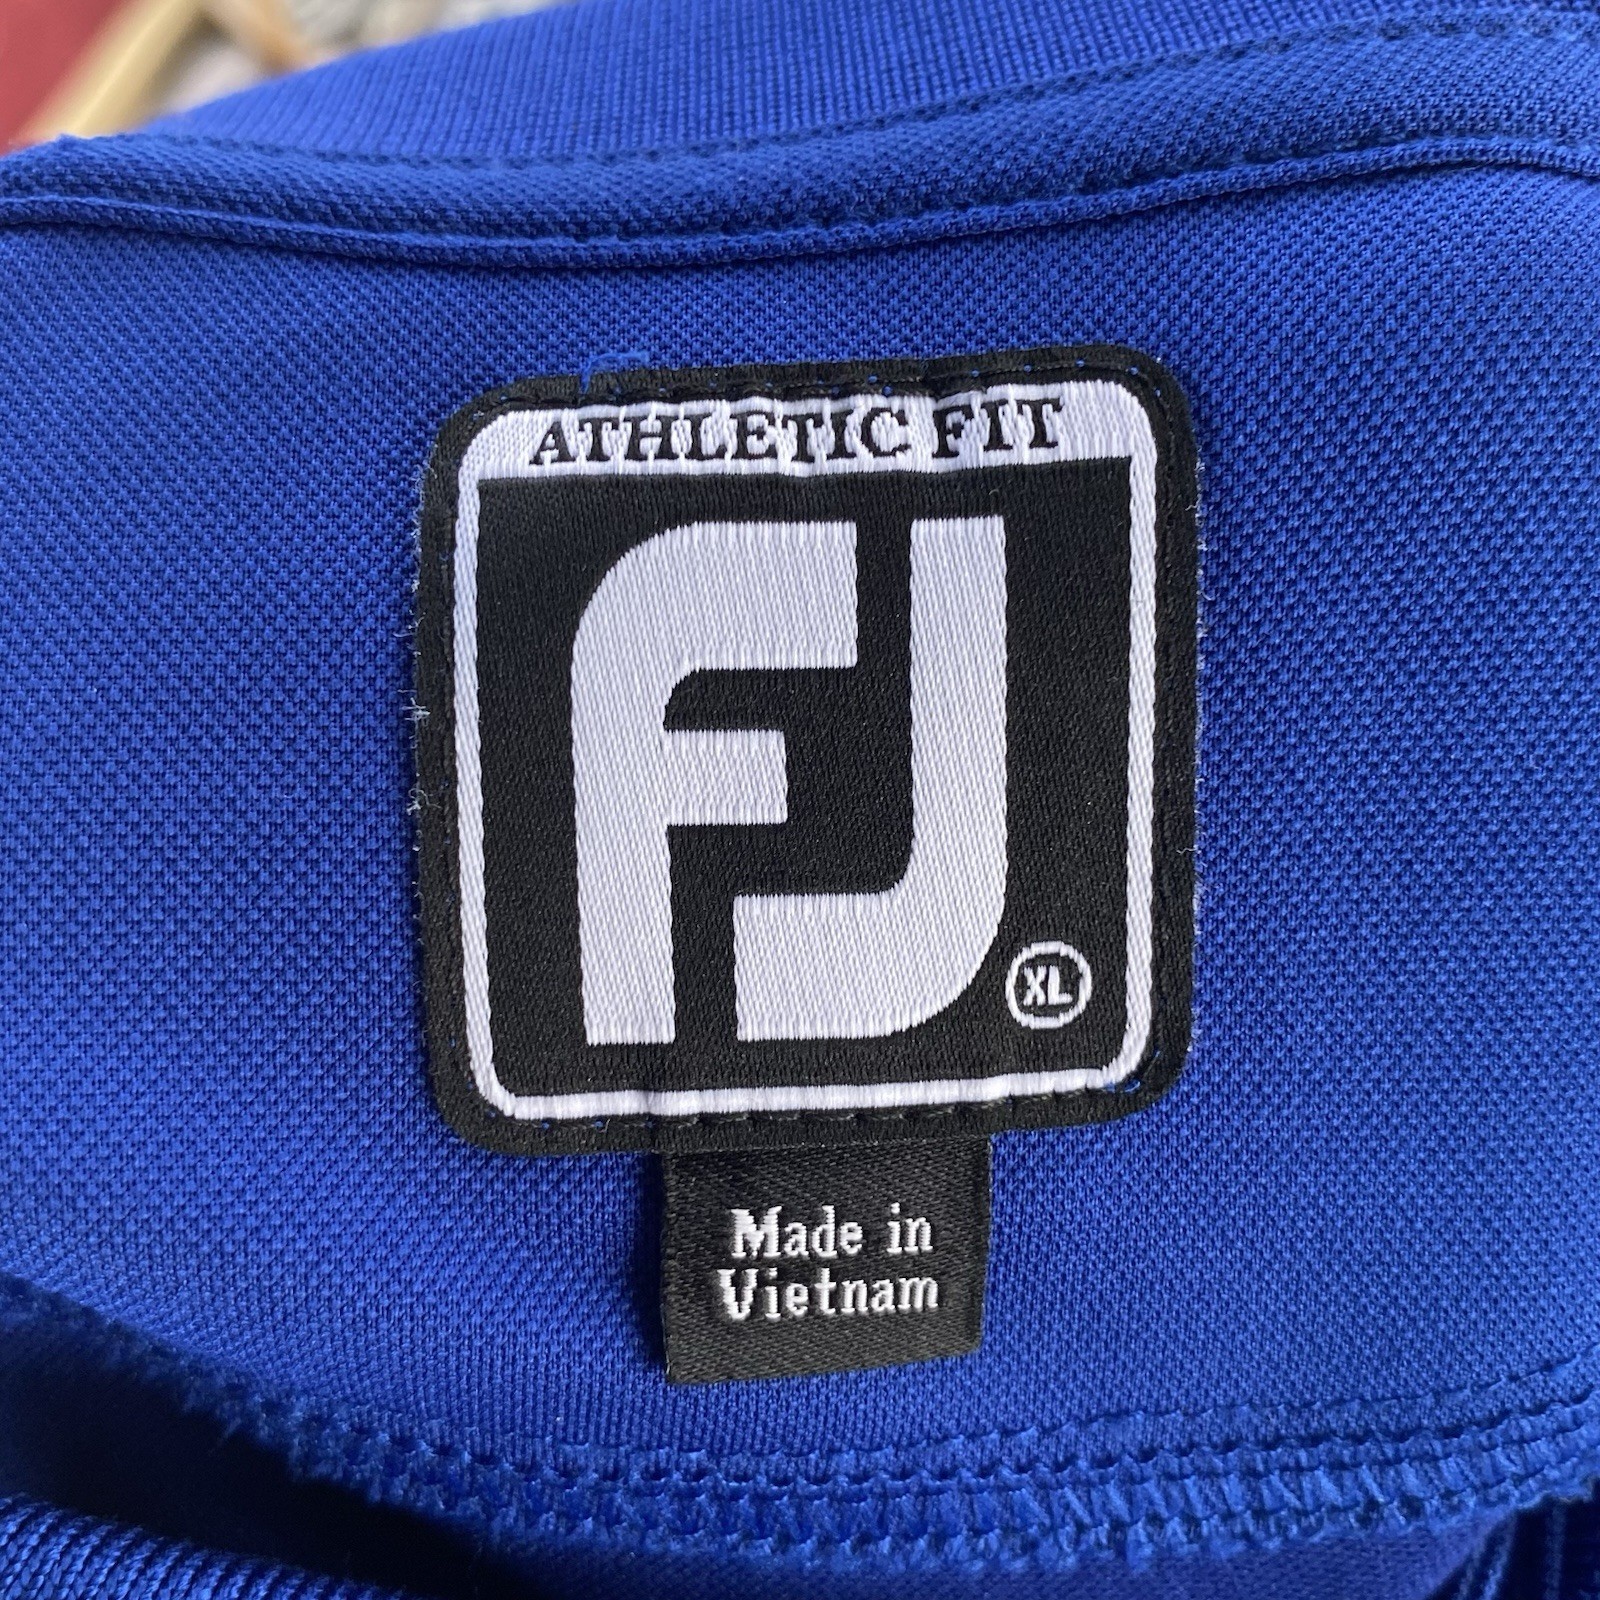 ATHLETIC FIT
FJ
XL
Made in
Vietnam